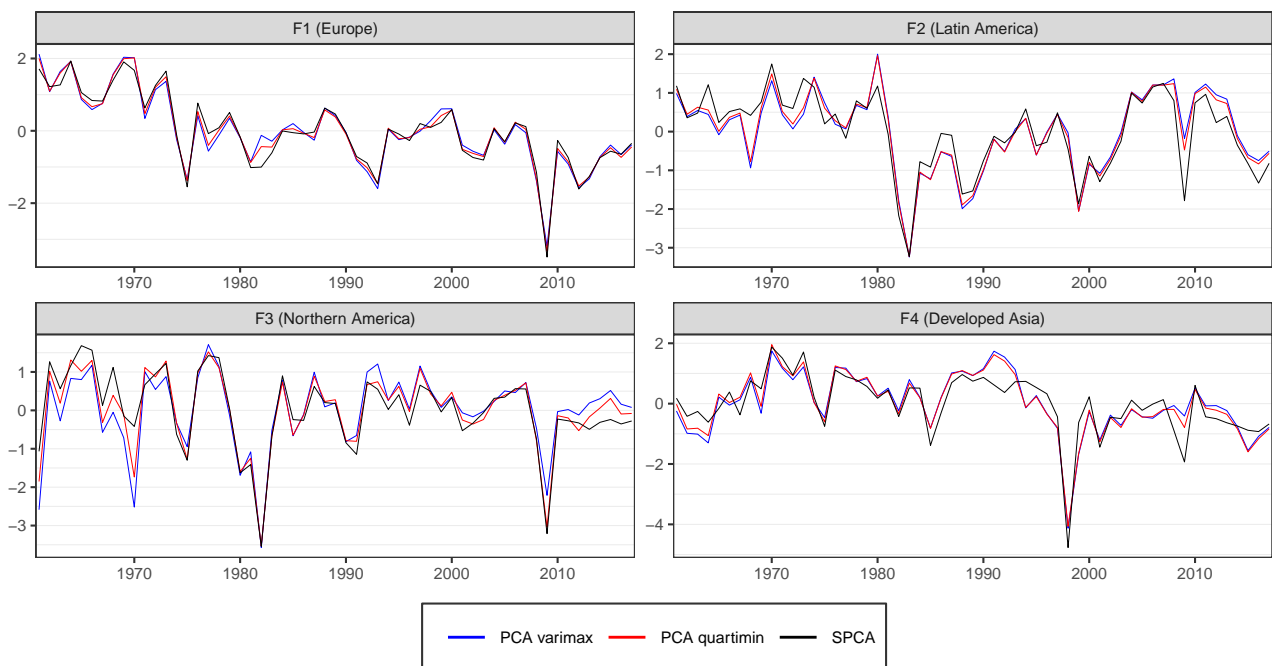 F1 (Europe)
F2 (Latin America)
2
0
−2
1970 1980 1990 2000 2010
2
1
0
−1
−2
−3
1970 1980 1990 2000 2010
F3 (Northern America)
F4 (Developed Asia)
1
0
−1
−2
−3
1970 1980 1990 2000 2010
2
0
−2
−4
1970 1980 1990 2000 2010
PCA varimax PCA quartimin SPCA